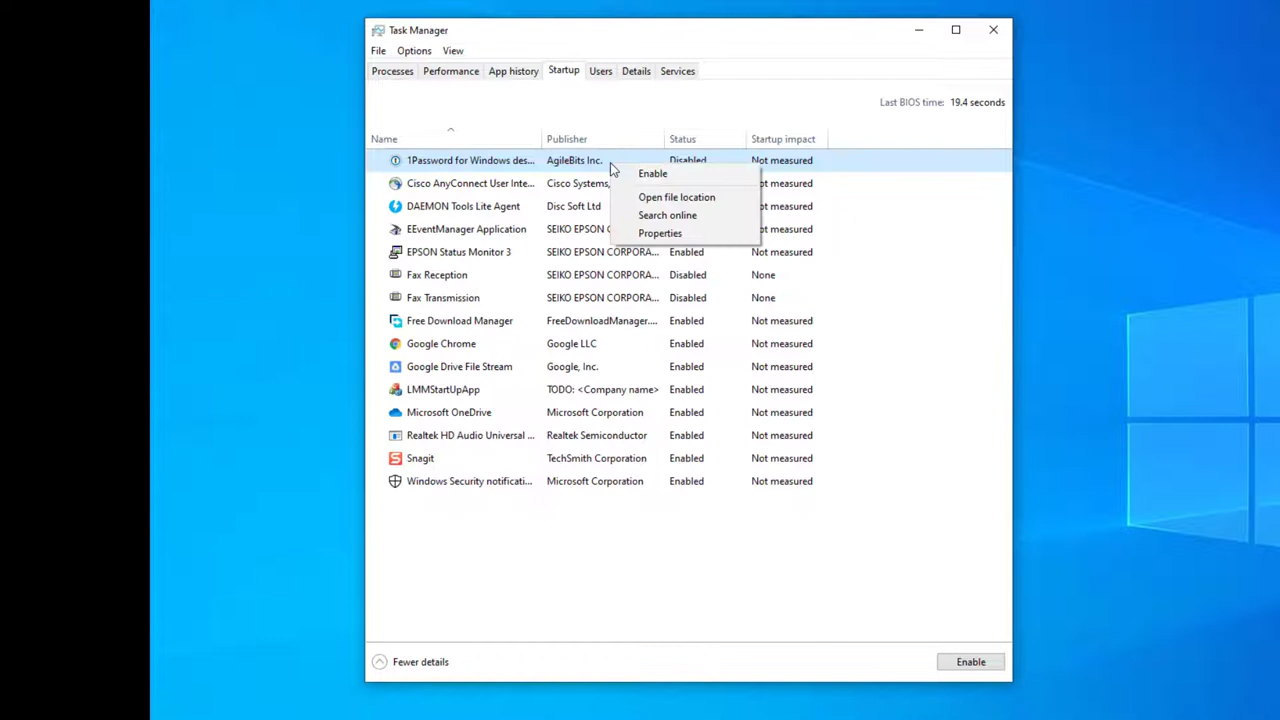 Task Manager
File Options View
Processes Performance App history Startup Users Details Services
Last BIOS time: 19.4 seconds
Name Publisher Status Startup impact
1Password for Windows des... AgileBits Inc. Disabled Not measured
Enable
Cisco AnyConnect User Inte... Cisco Systems, Not measured
Open file location
DAEMON Tools Lite Agent Disc Soft Ltd Not measured
Search online
EEventManager Application SEIKO EPSON C Not measured
Properties
EPSON Status Monitor 3 SEIKO EPSON CORPORA... Enabled Not measured
Fax Reception SEIKO EPSON CORPORA... Disabled None
Fax Transmission SEIKO EPSON CORPORA... Disabled None
Free Download Manager FreeDownloadManager.... Enabled Not measured
Google Chrome Google LLC Enabled Not measured
Google Drive File Stream Google, Inc. Enabled Not measured
LMMStartUpApp TODO: <Company name> Enabled Not measured
Microsoft OneDrive Microsoft Corporation Enabled Not measured
Realtek HD Audio Universal ... Realtek Semiconductor Enabled Not measured
Snagit TechSmith Corporation Enabled Not measured
Windows Security notificati... Microsoft Corporation Enabled Not measured
Fewer details Enable